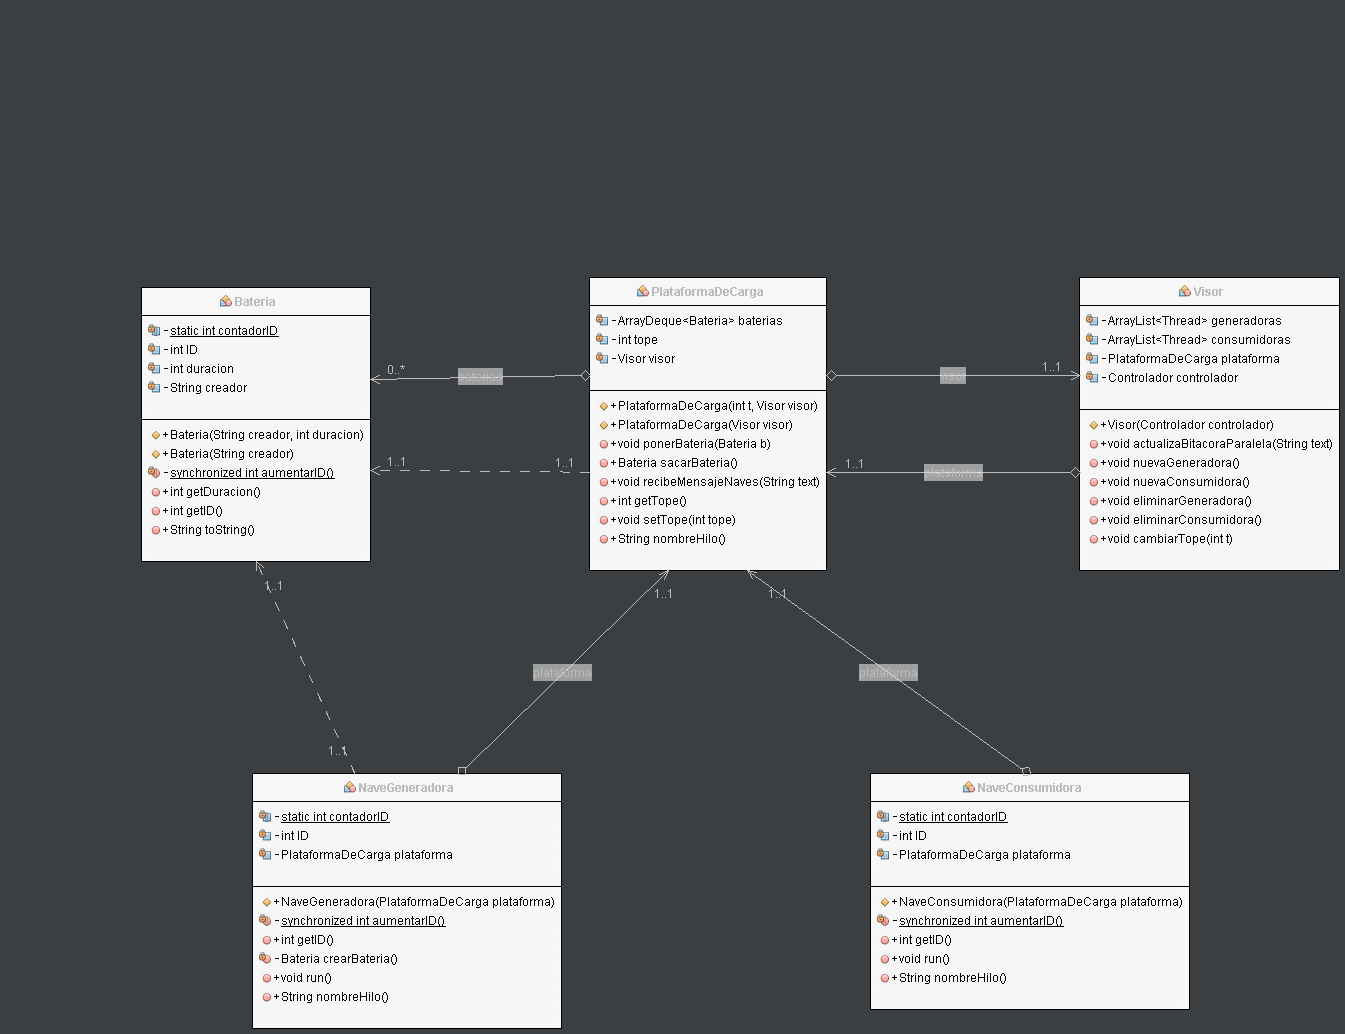 Bateria
- static int contadorID
- int ID
- int duracion
- String creador
+ Bateria(String creador, int duracion)
+ Bateria(String creador)
- synchronized int aumentarID()
+ int getDuracion()
+ int getID()
+ String toString()
PlataformaDeCarga
- ArrayDeque<Bateria> baterias
- int tope
- Visor visor
+ PlataformaDeCarga(int t, Visor visor)
+ PlataformaDeCarga(Visor visor)
+ void ponerBateria(Bateria b)
+ Bateria sacarBateria()
+ void recibeMensajeNaves(String text)
+ int getTope()
+ void setTope(int tope)
+ String nombreHilo()
Visor
- ArrayList<Thread> generadoras
- ArrayList<Thread> consumidoras
- PlataformaDeCarga plataforma
- Controlador controlador
+ Visor(Controlador controlador)
+ void actualizaBitacoraParalela(String text)
+ void nuevaGeneradora()
+ void nuevaConsumidora()
+ void eliminarGeneradora()
+ void eliminarConsumidora()
+ void cambiarTope(int t)
0..*
baterias
visor
1..1
1..1
1..1
1..1
plataforma
1..1
1..1
1..1
1..1
plataforma
plataforma
NaveGeneradora
- static int contadorID
- int ID
- PlataformaDeCarga plataforma
+ NaveGeneradora(PlataformaDeCarga plataforma)
- synchronized int aumentarID()
+ int getID()
- Bateria crearBateria()
+ void run()
+ String nombreHilo()
NaveConsumidora
- static int contadorID
- int ID
- PlataformaDeCarga plataforma
+ NaveConsumidora(PlataformaDeCarga plataforma)
- synchronized int aumentarID()
+ int getID()
+ void run()
+ String nombreHilo()